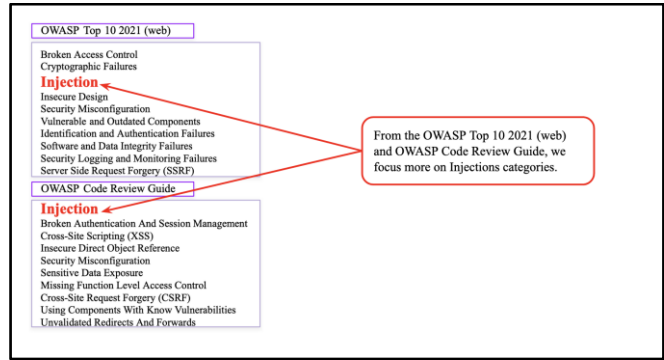 OWASP Top 10 2021 (web)
Broken Access Control
Cryptographic Failures
Injection
Insecure Design
Security Misconfiguration
Vulnerable and Outdated Components
Identification and Authentication Failures
Software and Data Integrity Failures
Security Logging and Monitoring Failures
Server Side Request Forgery (SSRF)
OWASP Code Review Guide
Injection
Broken Authentication And Session Management
Cross-Site Scripting (XSS)
Insecure Direct Object Reference
Security Misconfiguration
Sensitive Data Exposure
Missing Function Level Access Control
Cross-Site Request Forgery (CSRF)
Using Components With Know Vulnerabilities
Unvalidated Redirects And Forwards
From the OWASP Top 10 2021 (web)
and OWASP Code Review Guide, we
focus more on Injections categories.